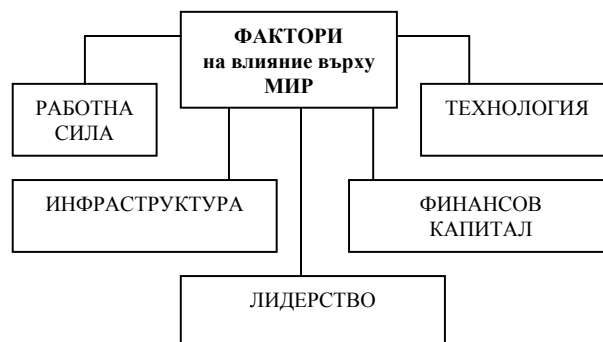 ФАКТОРИ
на влияние върху
МИР
РАБОТНА
СИЛА
ТЕХНОЛОГИЯ
ИНФРАСТРУКТУРА
ФИНАНСОВ
КАПИТАЛ
ЛИДЕРСТВО